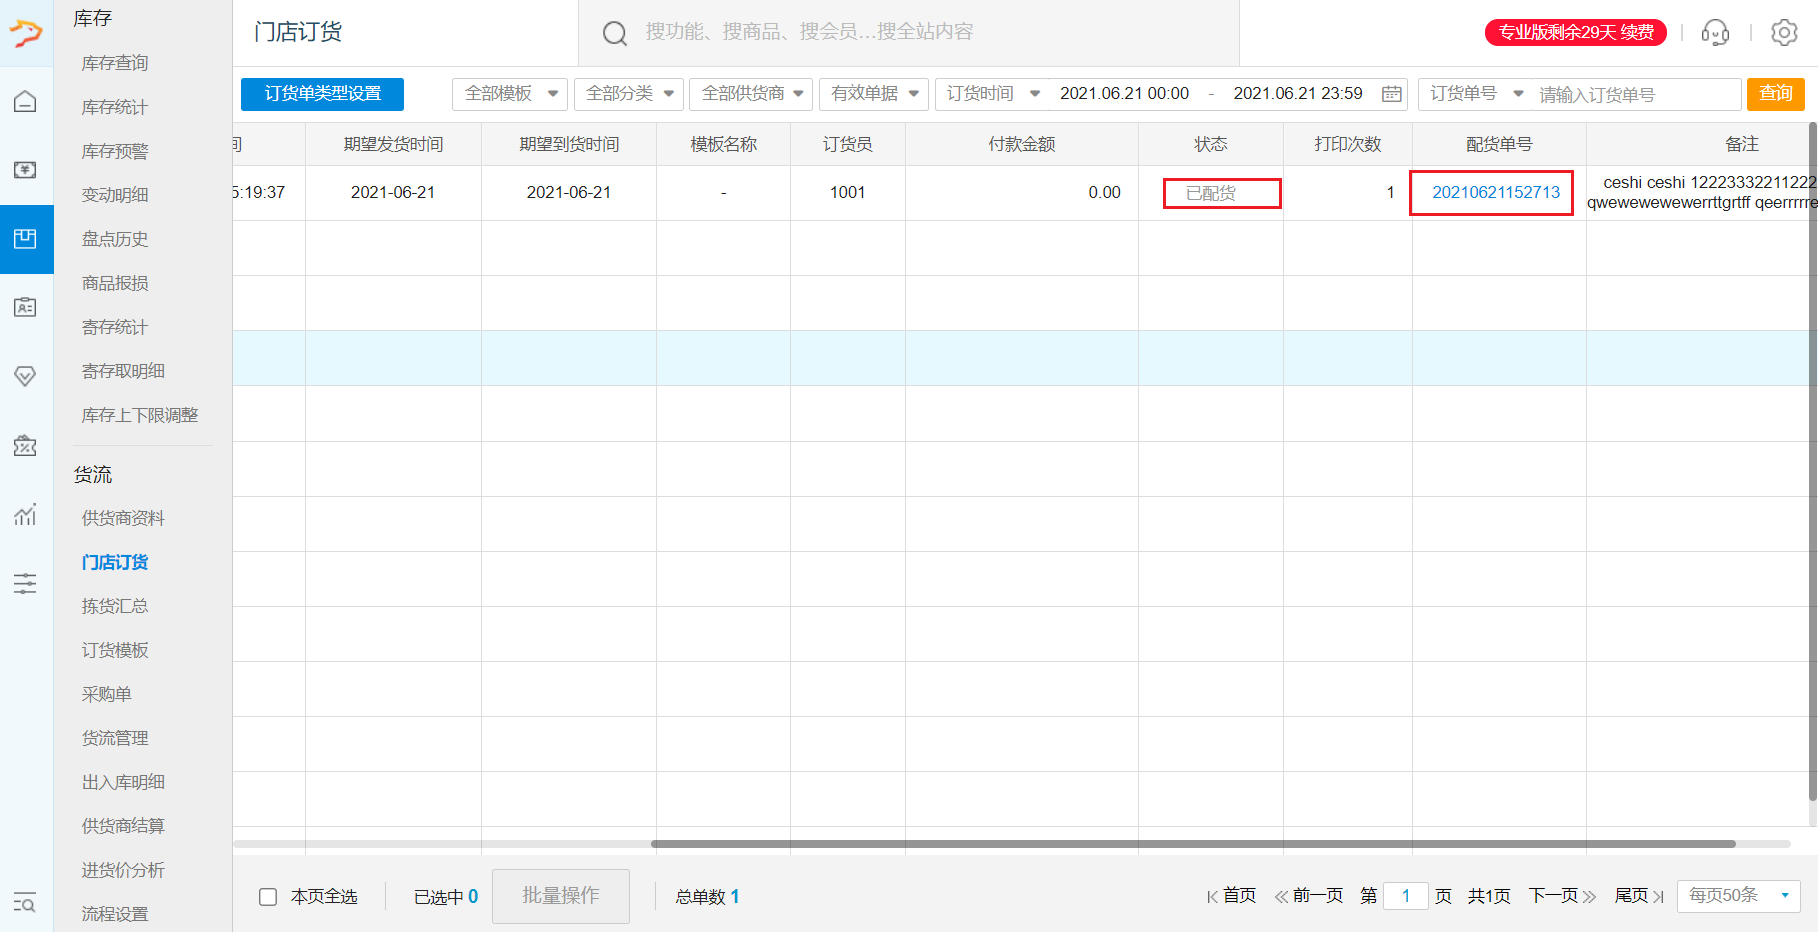 库存
库存查询
库存统计
库存预警
变动明细
盘点历史
商品报损
寄存统计
寄存取明细
库存上下限调整
货流
供货商资料
门店订货
拣货汇总
订货模板
采购单
货流管理
出入库明细
供货商结算
进货价分析
流程设置
门店订货
搜功能、搜商品、搜会员...搜全站内容
专业版剩余29天 续费
订货单类型设置 全部模板 全部分类 全部供货商 有效单据 订货时间 2021.06.21 00:00 - 2021.06.21 23:59 订货单号 请输入订货单号 查询
间 期望发货时间 期望到货时间 模板名称 订货员 付款金额 状态 打印次数 配货单号 备注
5:19:37 2021-06-21 2021-06-21 - 1001 0.00 已配货 1 20210621152713 ceshi ceshi 12223332211222
qwewewewewerrttgrtff qeerrrrre
本页全选 已选中 0 批量操作 总单数 1 首页 前一页 第 1 页 共1页 下一页 尾页 每页50条